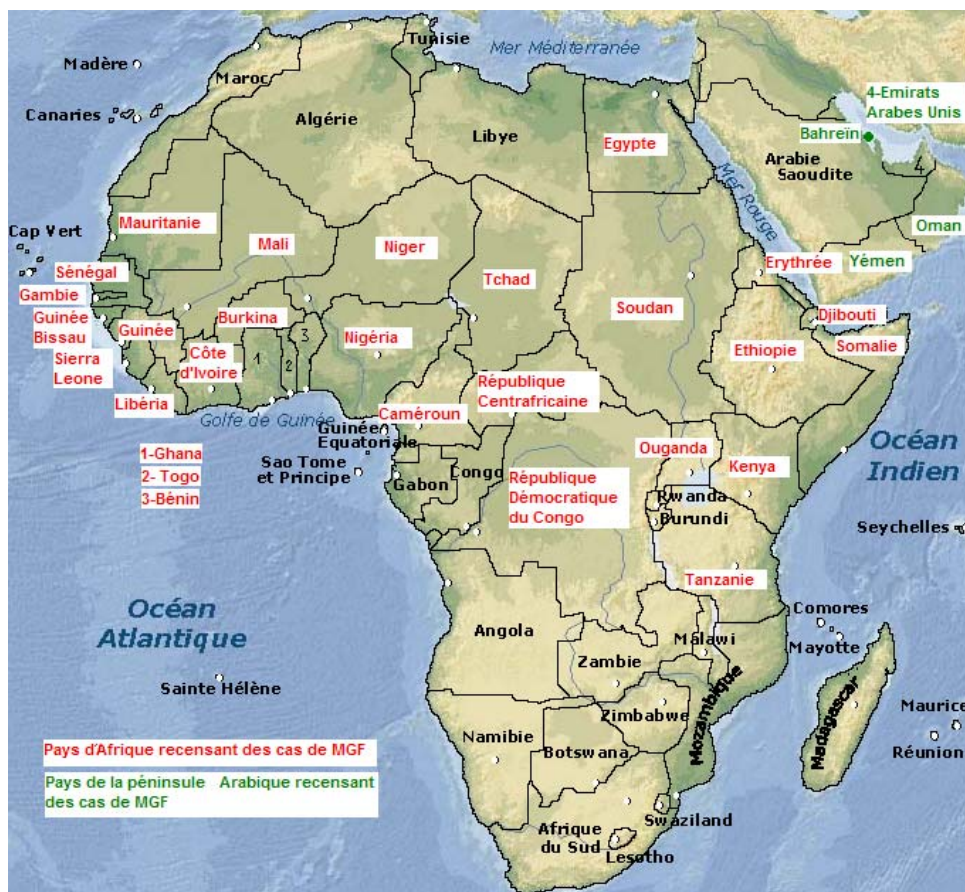 Tunisie
Mer Méditerranée
Madère
Maroc
Canaries
Algérie
Libye
Egypte
4-Emirats
Arabes Unis
Bahreïn
Arabie
Saoudite
4
Mer Rouge
Oman
Mauritanie
Cap Vert
Mali
Niger
Tchad
Soudan
Erythrée
Yémen
Sénégal
Gambie
Guinée
Bissau
Guinée
Burkina
1
2
3
Nigéria
Djibouti
Somalie
Ethiopie
Sierra
Leone
Côte
d'Ivoire
Libéria
Golfe de Guinée
Caméroun
République
Centrafricaine
Guinée
Equatoriale
Sao Tome
et Principe
1-Ghana
2- Togo
3-Bénin
Gabon
Congo
République
Démocratique
du Congo
Ouganda
Kenya
Rwanda
Burundi
Océan
Indien
Seychelles
Tanzanie
Océan
Atlantique
Angola
Comores
Mayotte
Málawi
Zambie
Sainte Hélène
Zimbabwe
Mozambique
Madagascar
Maurice
Réunion
Namibie
Botswana
Pays d'Afrique recensant des cas de MGF
Pays de la péninsule Arabique recensant
des cas de MGF
Swaziland
Afrique
du Sud
Lesotho